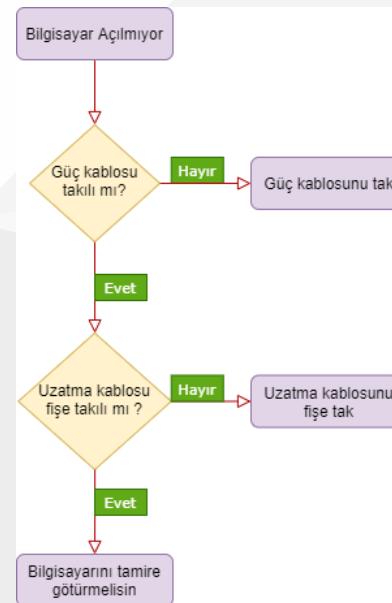 Bilgisayar Açılmıyor
Güç kablosu
takılı mı?
Hayır
Güç kablosunu tak
Evet
Uzatma kablosu
fişe takılı mı ?
Hayır
Uzatma kablosunu
fişe tak
Evet
Bilgisayarını tamire
götürmelisin